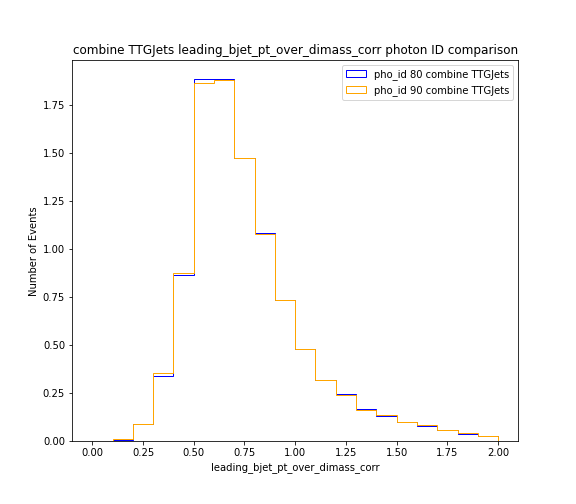 combine TTGJets leading_bjet_pt_over_dimass_corr photon ID comparison
pho_id 80 combine TTGJets
pho_id 90 combine TTGJets
1.75
1.50
1.25
1.00
0.75
0.50
0.25
0.00
Number of Events
0.00 0.25 0.50 0.75 1.00 1.25 1.50 1.75 2.00
leading_bjet_pt_over_dimass_corr